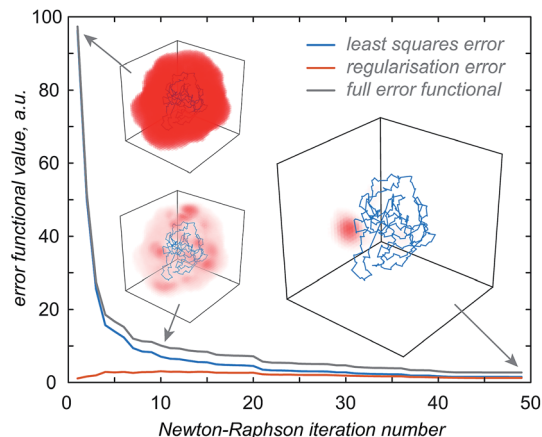 100
80
60
40
20
0
error functional value, a.u.
least squares error
regularisation error
full error functional
0 10 20 30 40 50
Newton-Raphson iteration number